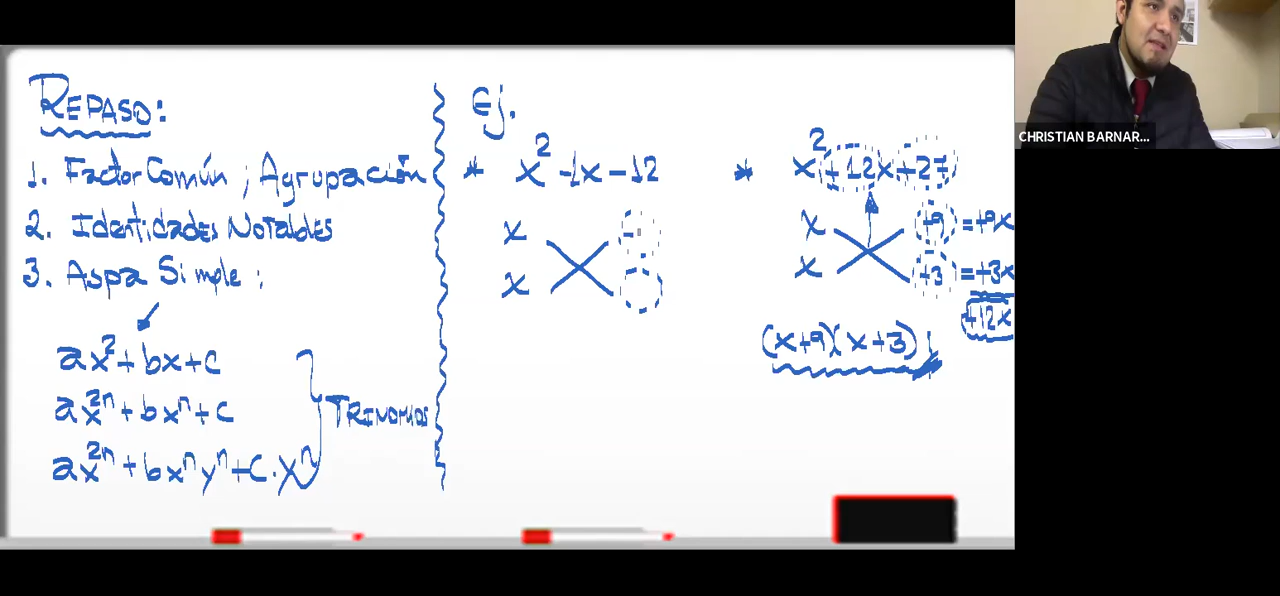 REPASO:
1. Factor Común ; Agrupación
2. Identidades Notables
3. Aspa Simple :
ax²+bx+c
ax²ⁿ+bxⁿ+c
ax²ⁿ+bxⁿyⁿ+c·xⁿ
TRINOMIOS
Ej.
* x²-1x-12
x -
x
* x²+12x+27
x +9 = +9x
x +3 = +3x
+12x
(x+9)(x+3)
CHRISTIAN BARNAR...